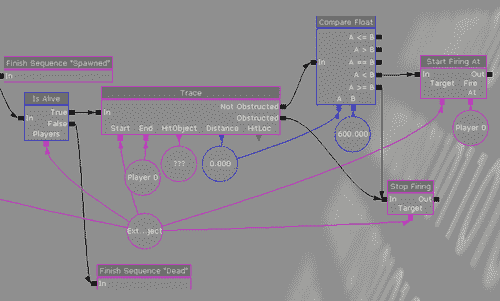 Finish Sequence "Spawned"
In
Is Alive
In
True
False
Players
Trace
In
Not Obstructed
Obstructed
Start End HitObject Distance HitLoc
Player 0
???
0.000
Ext...ject
Finish Sequence "Dead"
In
Compare Float
In
A <= B
A > B
A == B
A < B
A >= B
A B
600.000
Start Firing At
In Out
Target Fire
At
Player 0
Stop Firing
In Out
Target